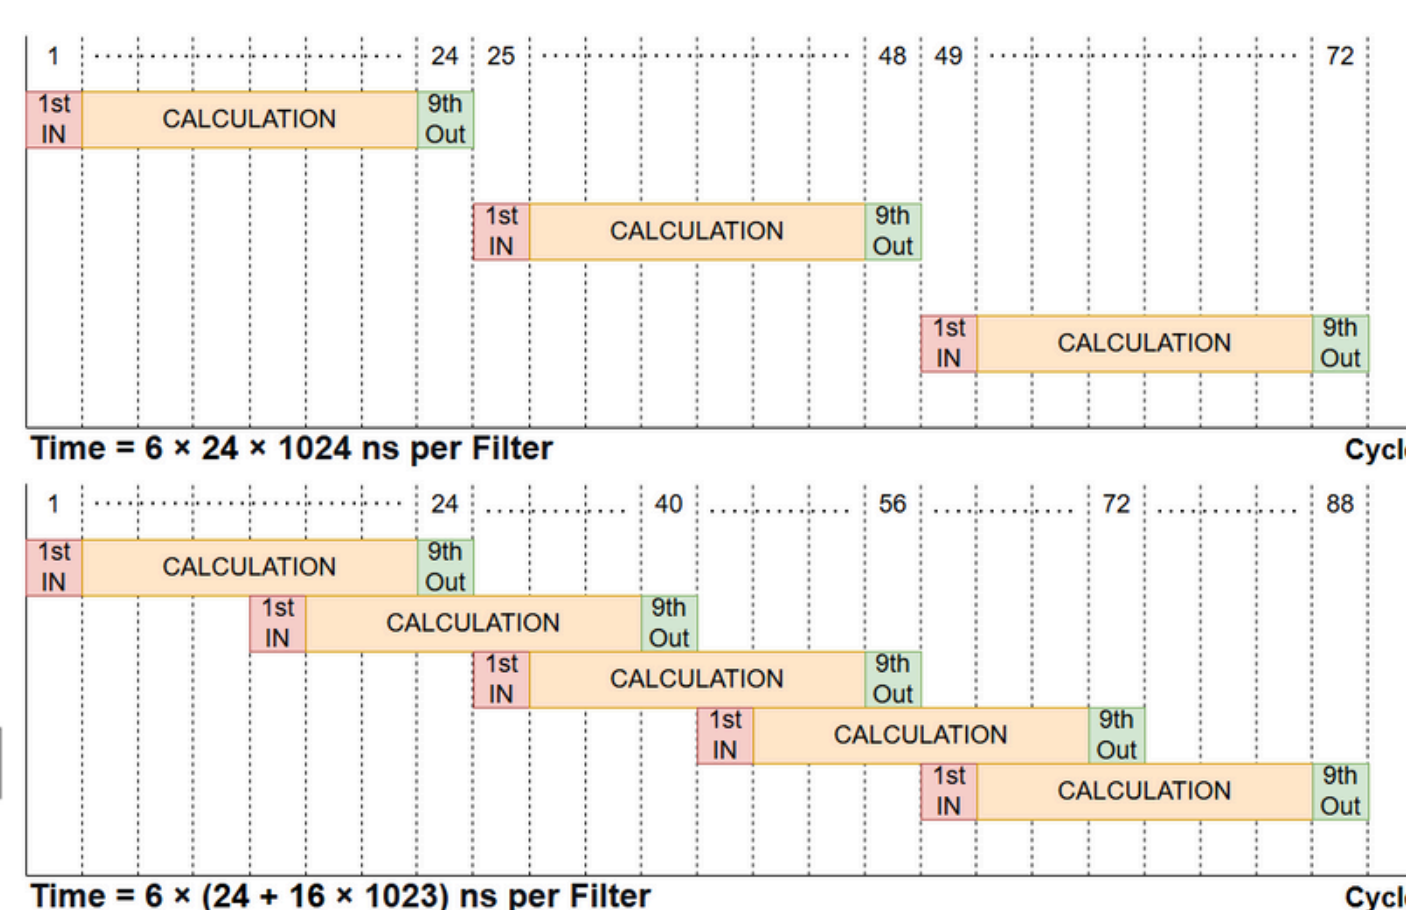 1 24 25 48 49 72
1st
IN
CALCULATION
9th
Out
1st
IN
CALCULATION
9th
Out
1st
IN
CALCULATION
9th
Out
Time = 6 × 24 × 1024 ns per Filter
Cycle
1 24 40 56 72 88
1st
IN
CALCULATION
9th
Out
1st
IN
CALCULATION
9th
Out
1st
IN
CALCULATION
9th
Out
1st
IN
CALCULATION
9th
Out
1st
IN
CALCULATION
9th
Out
Time = 6 × (24 + 16 × 1023) ns per Filter
Cycle